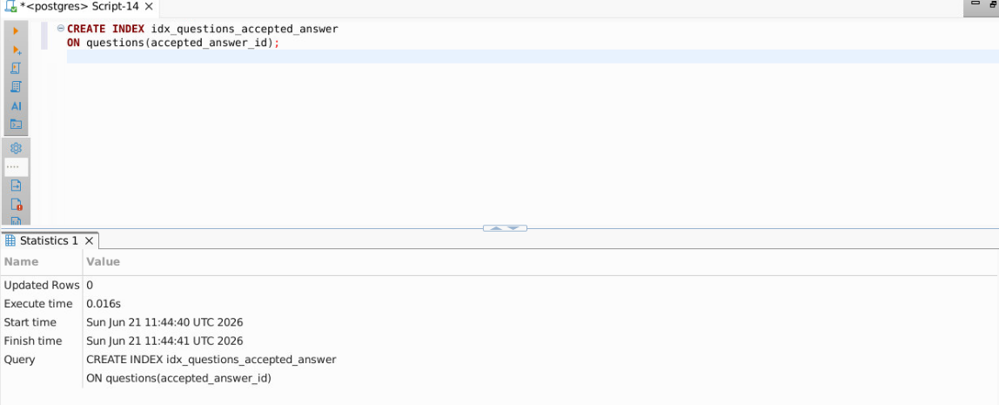 *<postgres> Script-14
CREATE INDEX idx_questions_accepted_answer
ON questions(accepted_answer_id);
AI
Statistics 1
Name Value
Updated Rows 0
Execute time 0.016s
Start time Sun Jun 21 11:44:40 UTC 2026
Finish time Sun Jun 21 11:44:41 UTC 2026
Query CREATE INDEX idx_questions_accepted_answer
ON questions(accepted_answer_id)